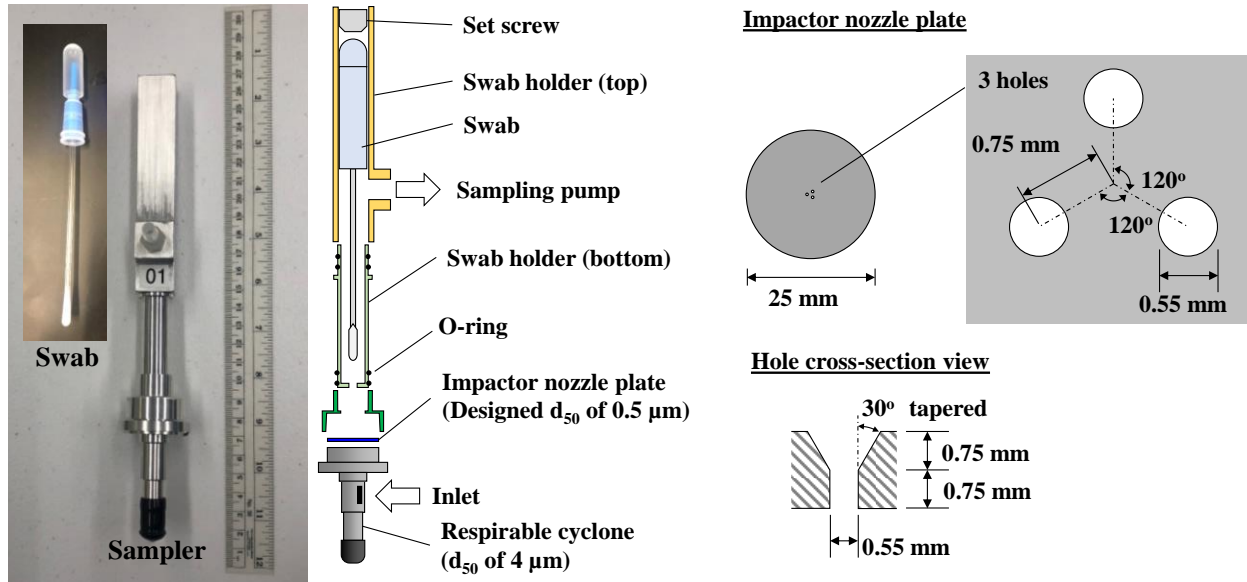 Swab
01
Sampler
Set screw
Swab holder (top)
Swab
Sampling pump
Swab holder (bottom)
O-ring
Impactor nozzle plate
(Designed d₅₀ of 0.5 µm)
Inlet
Respirable cyclone
(d₅₀ of 4 µm)
Impactor nozzle plate
3 holes
25 mm
0.75 mm
120°
120°
0.55 mm
Hole cross-section view
30° tapered
0.75 mm
0.75 mm
0.55 mm